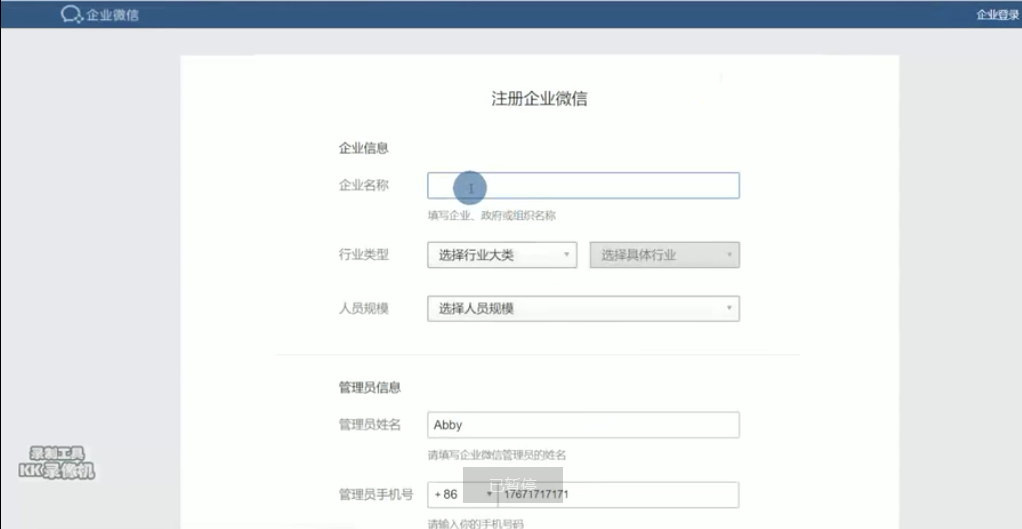 企业微信
企业登录
注册企业微信
企业信息
企业名称
填写企业、政府或组织名称
行业类型 选择行业大类 选择具体行业
人员规模 选择人员规模
管理员信息
管理员姓名 Abby
请填写企业微信管理员的姓名
已暂停
管理员手机号 +86 17671717171
请输入你的手机号码
录制工具
KK录像机